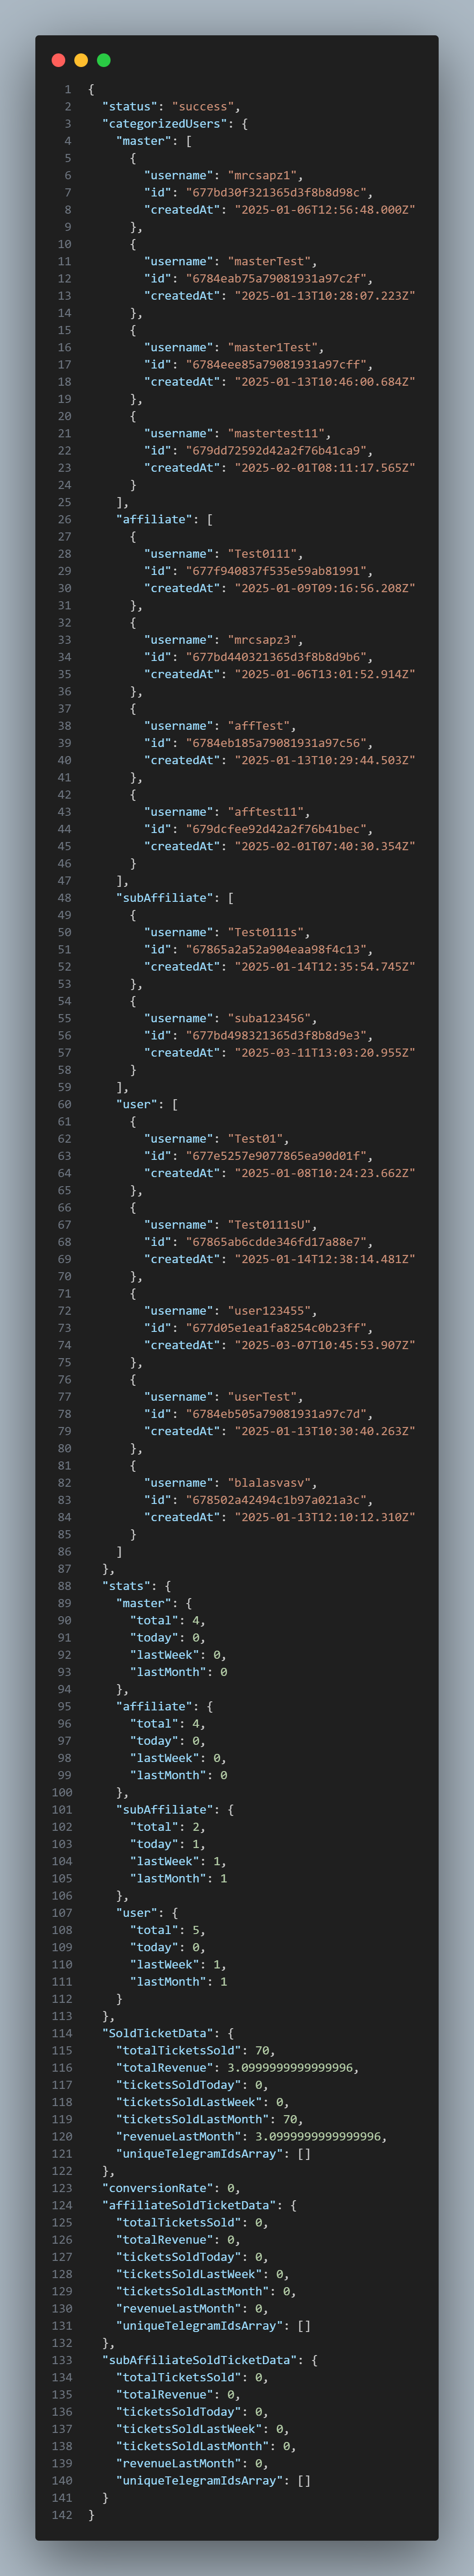 1 {
2 "status": "success",
3 "categorizedUsers": {
4 "master": [
5 {
6 "username": "mrcsapz1",
7 "id": "677bd30f321365d3f8b8d98c",
8 "createdAt": "2025-01-06T12:56:48.000Z"
9 },
10 {
11 "username": "masterTest",
12 "id": "6784eab75a79081931a97c2f",
13 "createdAt": "2025-01-13T10:28:07.223Z"
14 },
15 {
16 "username": "master1Test",
17 "id": "6784eee85a79081931a97cff",
18 "createdAt": "2025-01-13T10:46:00.684Z"
19 },
20 {
21 "username": "mastertest11",
22 "id": "679dd72592d42a2f76b41ca9",
23 "createdAt": "2025-02-01T08:11:17.565Z"
24 }
25 ],
26 "affiliate": [
27 {
28 "username": "Test0111",
29 "id": "677f940837f535e59ab81991",
30 "createdAt": "2025-01-09T09:16:56.208Z"
31 },
32 {
33 "username": "mrcsapz3",
34 "id": "677bd440321365d3f8b8d9b6",
35 "createdAt": "2025-01-06T13:01:52.914Z"
36 },
37 {
38 "username": "affTest",
39 "id": "6784eb185a79081931a97c56",
40 "createdAt": "2025-01-13T10:29:44.503Z"
41 },
42 {
43 "username": "afftest11",
44 "id": "679dcfee92d42a2f76b41bec",
45 "createdAt": "2025-02-01T07:40:30.354Z"
46 }
47 ],
48 "subAffiliate": [
49 {
50 "username": "Test0111s",
51 "id": "67865a2a52a904eaa98f4c13",
52 "createdAt": "2025-01-14T12:35:54.745Z"
53 },
54 {
55 "username": "suba123456",
56 "id": "677bd498321365d3f8b8d9e3",
57 "createdAt": "2025-03-11T13:03:20.955Z"
58 }
59 ],
60 "user": [
61 {
62 "username": "Test01",
63 "id": "677e5257e9077865ea90d01f",
64 "createdAt": "2025-01-08T10:24:23.662Z"
65 },
66 {
67 "username": "Test0111sU",
68 "id": "67865ab6cdde346fd17a88e7",
69 "createdAt": "2025-01-14T12:38:14.481Z"
70 },
71 {
72 "username": "user123455",
73 "id": "677d05e1ea1fa8254c0b23ff",
74 "createdAt": "2025-03-07T10:45:53.907Z"
75 },
76 {
77 "username": "userTest",
78 "id": "6784eb505a79081931a97c7d",
79 "createdAt": "2025-01-13T10:30:40.263Z"
80 },
81 {
82 "username": "blalasvasv",
83 "id": "678502a42494c1b97a021a3c",
84 "createdAt": "2025-01-13T12:10:12.310Z"
85 }
86 ]
87 },
88 "stats": {
89 "master": {
90 "total": 4,
91 "today": 0,
92 "lastWeek": 0,
93 "lastMonth": 0
94 },
95 "affiliate": {
96 "total": 4,
97 "today": 0,
98 "lastWeek": 0,
99 "lastMonth": 0
100 },
101 "subAffiliate": {
102 "total": 2,
103 "today": 1,
104 "lastWeek": 1,
105 "lastMonth": 1
106 },
107 "user": {
108 "total": 5,
109 "today": 0,
110 "lastWeek": 1,
111 "lastMonth": 1
112 }
113 },
114 "SoldTicketData": {
115 "totalTicketsSold": 70,
116 "totalRevenue": 3.0999999999999996,
117 "ticketsSoldToday": 0,
118 "ticketsSoldLastWeek": 0,
119 "ticketsSoldLastMonth": 70,
120 "revenueLastMonth": 3.0999999999999996,
121 "uniqueTelegramIdsArray": []
122 },
123 "conversionRate": 0,
124 "affiliateSoldTicketData": {
125 "totalTicketsSold": 0,
126 "totalRevenue": 0,
127 "ticketsSoldToday": 0,
128 "ticketsSoldLastWeek": 0,
129 "ticketsSoldLastMonth": 0,
130 "revenueLastMonth": 0,
131 "uniqueTelegramIdsArray": []
132 },
133 "subAffiliateSoldTicketData": {
134 "totalTicketsSold": 0,
135 "totalRevenue": 0,
136 "ticketsSoldToday": 0,
137 "ticketsSoldLastWeek": 0,
138 "ticketsSoldLastMonth": 0,
139 "revenueLastMonth": 0,
140 "uniqueTelegramIdsArray": []
141 }
142 }